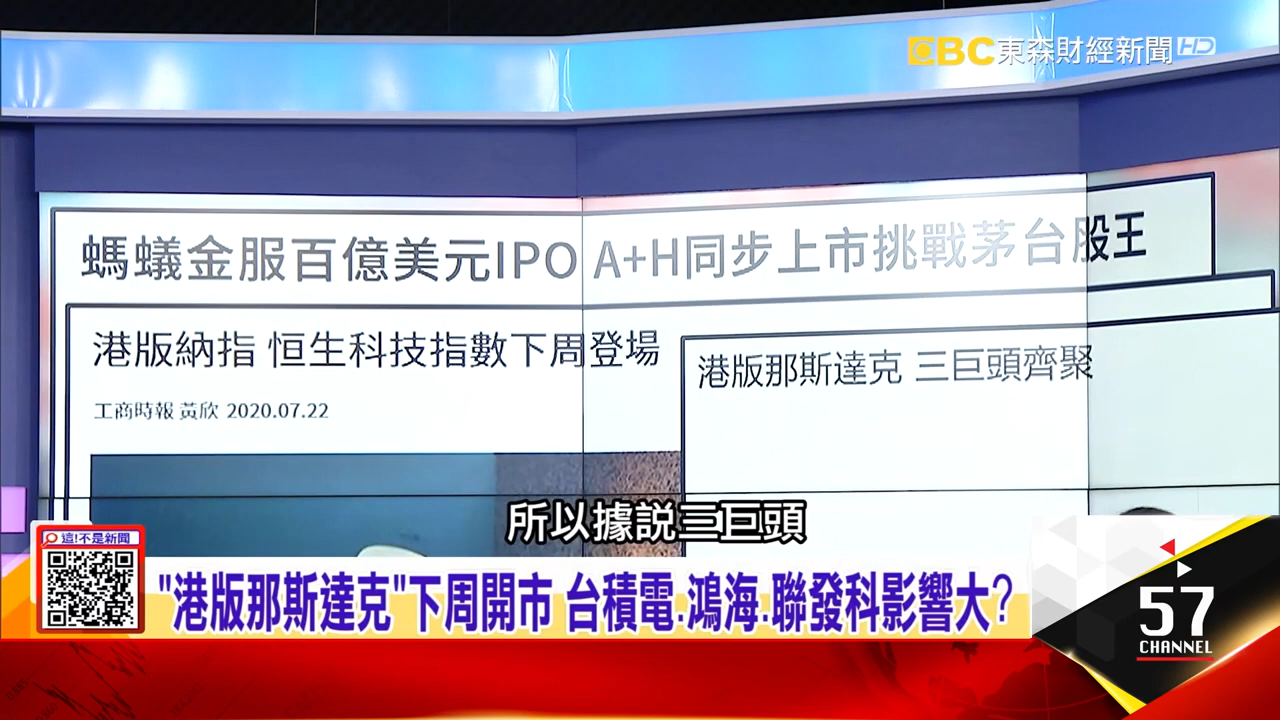 EBC 東森財經新聞 HD
螞蟻金服百億美元IPO A+H同步上市挑戰茅台股王
港版納指 恒生科技指數下周登場
工商時報 黃欣 2020.07.22
港版那斯達克 三巨頭齊聚
所以據說三巨頭
這!不是新聞
"港版那斯達克"下周開市 台積電.鴻海.聯發科影響大?
57
CHANNEL